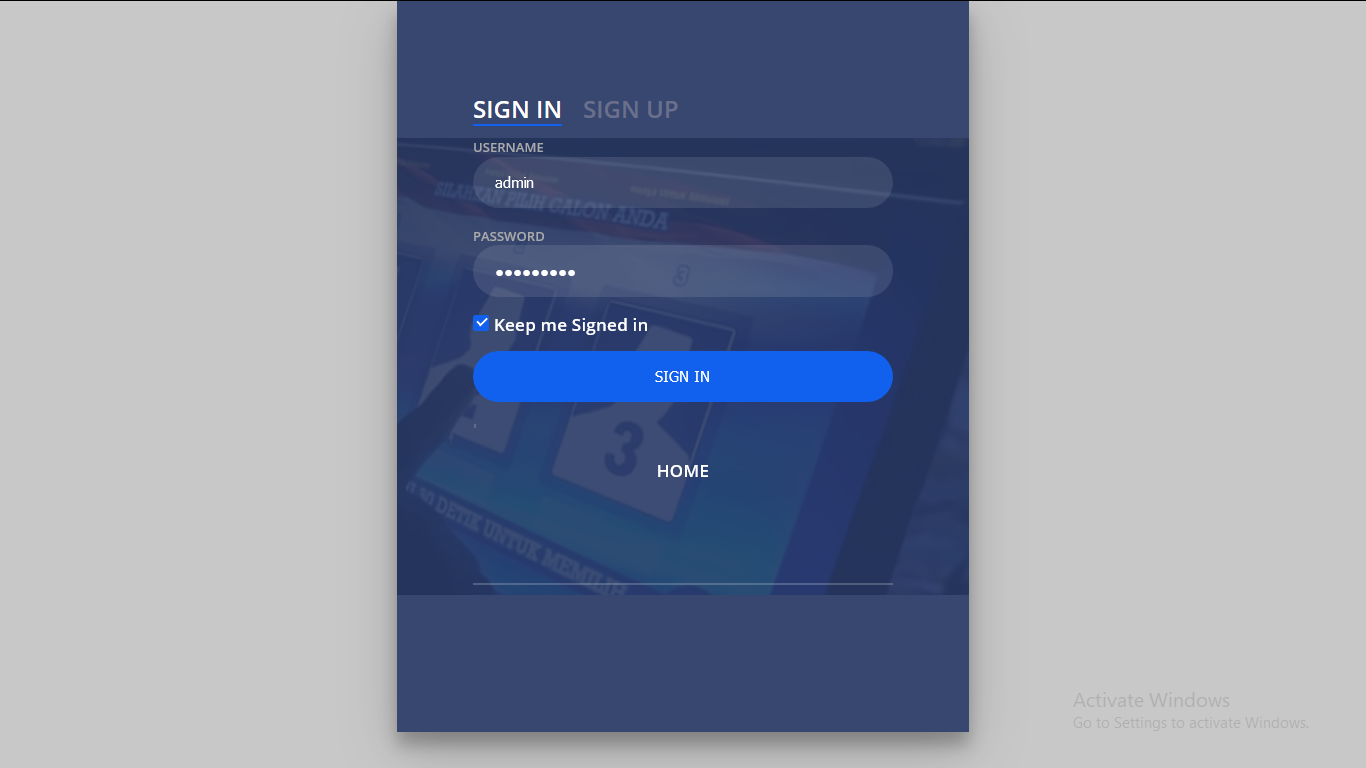 SIGN IN SIGN UP
USERNAME
admin
SILAHKAN PILIH CALON ANDA
PASSWORD
•••••••••
3
Keep me Signed in
SIGN IN
'
3
HOME
DETIK UNTUK MEMILIH
Activate Windows
Go to Settings to activate Windows.